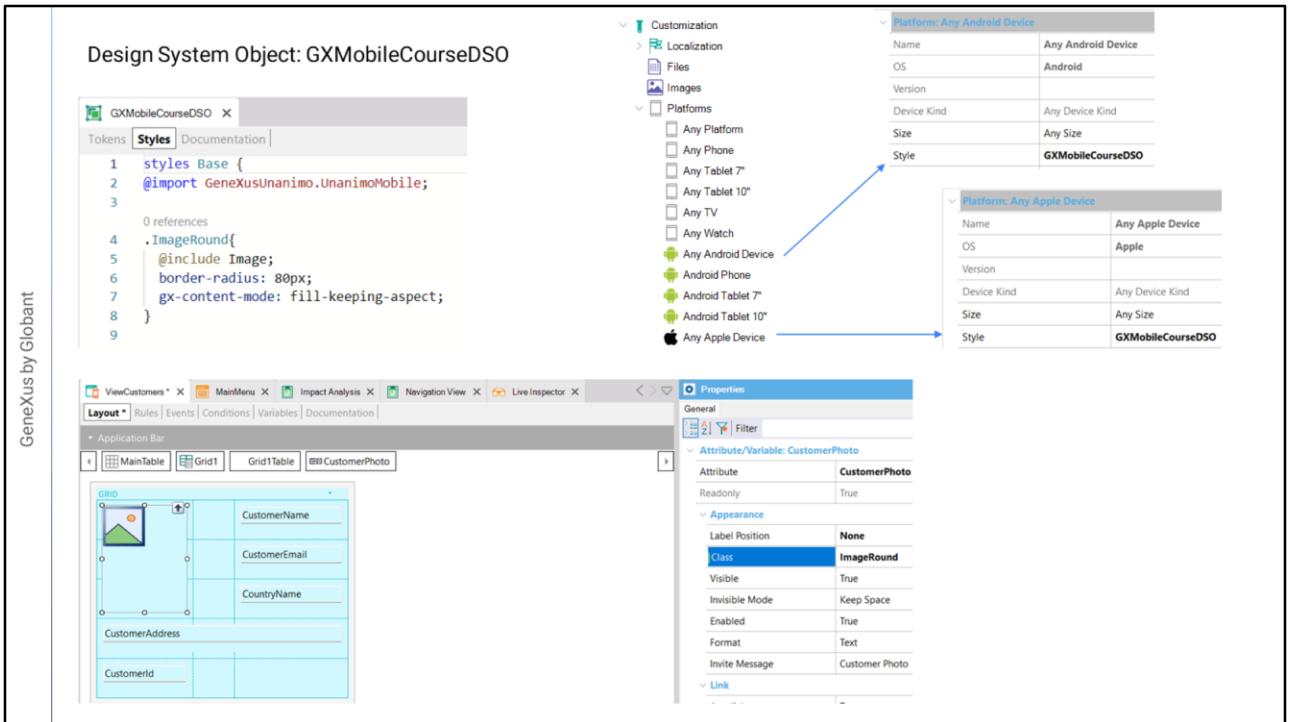 Design System Object: GXMobileCourseDSO
GXMobileCourseDSO X
Tokens Styles Documentation
1 styles Base {
2 @import GeneXusUnanimo.UnanimoMobile;
3
0 references
4 .ImageRound{
5 @include Image;
6 border-radius: 80px;
7 gx-content-mode: fill-keeping-aspect;
8 }
9
Customization
Localization
Files
Images
Platforms
Any Platform
Any Phone
Any Tablet 7"
Any Tablet 10"
Any TV
Any Watch
Any Android Device
Android Phone
Android Tablet 7"
Android Tablet 10"
Any Apple Device
Platform: Any Android Device
Name Any Android Device
OS Android
Version
Device Kind Any Device Kind
Size Any Size
Style GXMobileCourseDSO
Platform: Any Apple Device
Name Any Apple Device
OS Apple
Version
Device Kind Any Device Kind
Size Any Size
Style GXMobileCourseDSO
GeneXus by Globant
ViewCustomers * X MainMenu X Impact Analysis X Navigation View X Live Inspector X
Layout * Rules Events Conditions Variables Documentation
Application Bar
MainTable Grid1 Grid1Table CustomerPhoto
GRID
CustomerName
CustomerEmail
CountryName
CustomerAddress
CustomerId
Properties
General
Filter
Attribute/Variable: CustomerPhoto
Attribute CustomerPhoto
Readonly True
Appearance
Label Position None
Class ImageRound
Visible True
Invisible Mode Keep Space
Enabled True
Format Text
Invite Message Customer Photo
Link